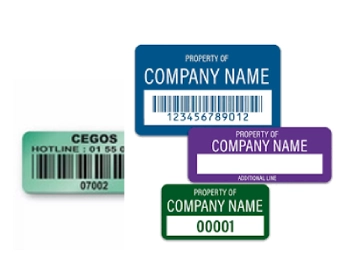 PROPERTY OF
COMPANY NAME
123456789012
CEGOS
HOTLINE : 01 55 0
07002
PROPERTY OF
COMPANY NAME
ADDITIONAL LINE
PROPERTY OF
COMPANY NAME
00001